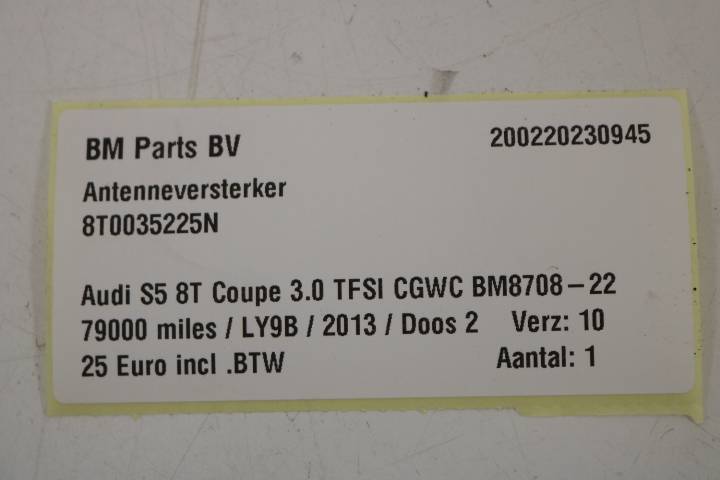 BM Parts BV 200220230945
Antenneversterker
8T0035225N
Audi S5 8T Coupe 3.0 TFSI CGWC BM8708-22
79000 miles / LY9B / 2013 / Doos 2 Verz: 10
25 Euro incl .BTW Aantal: 1